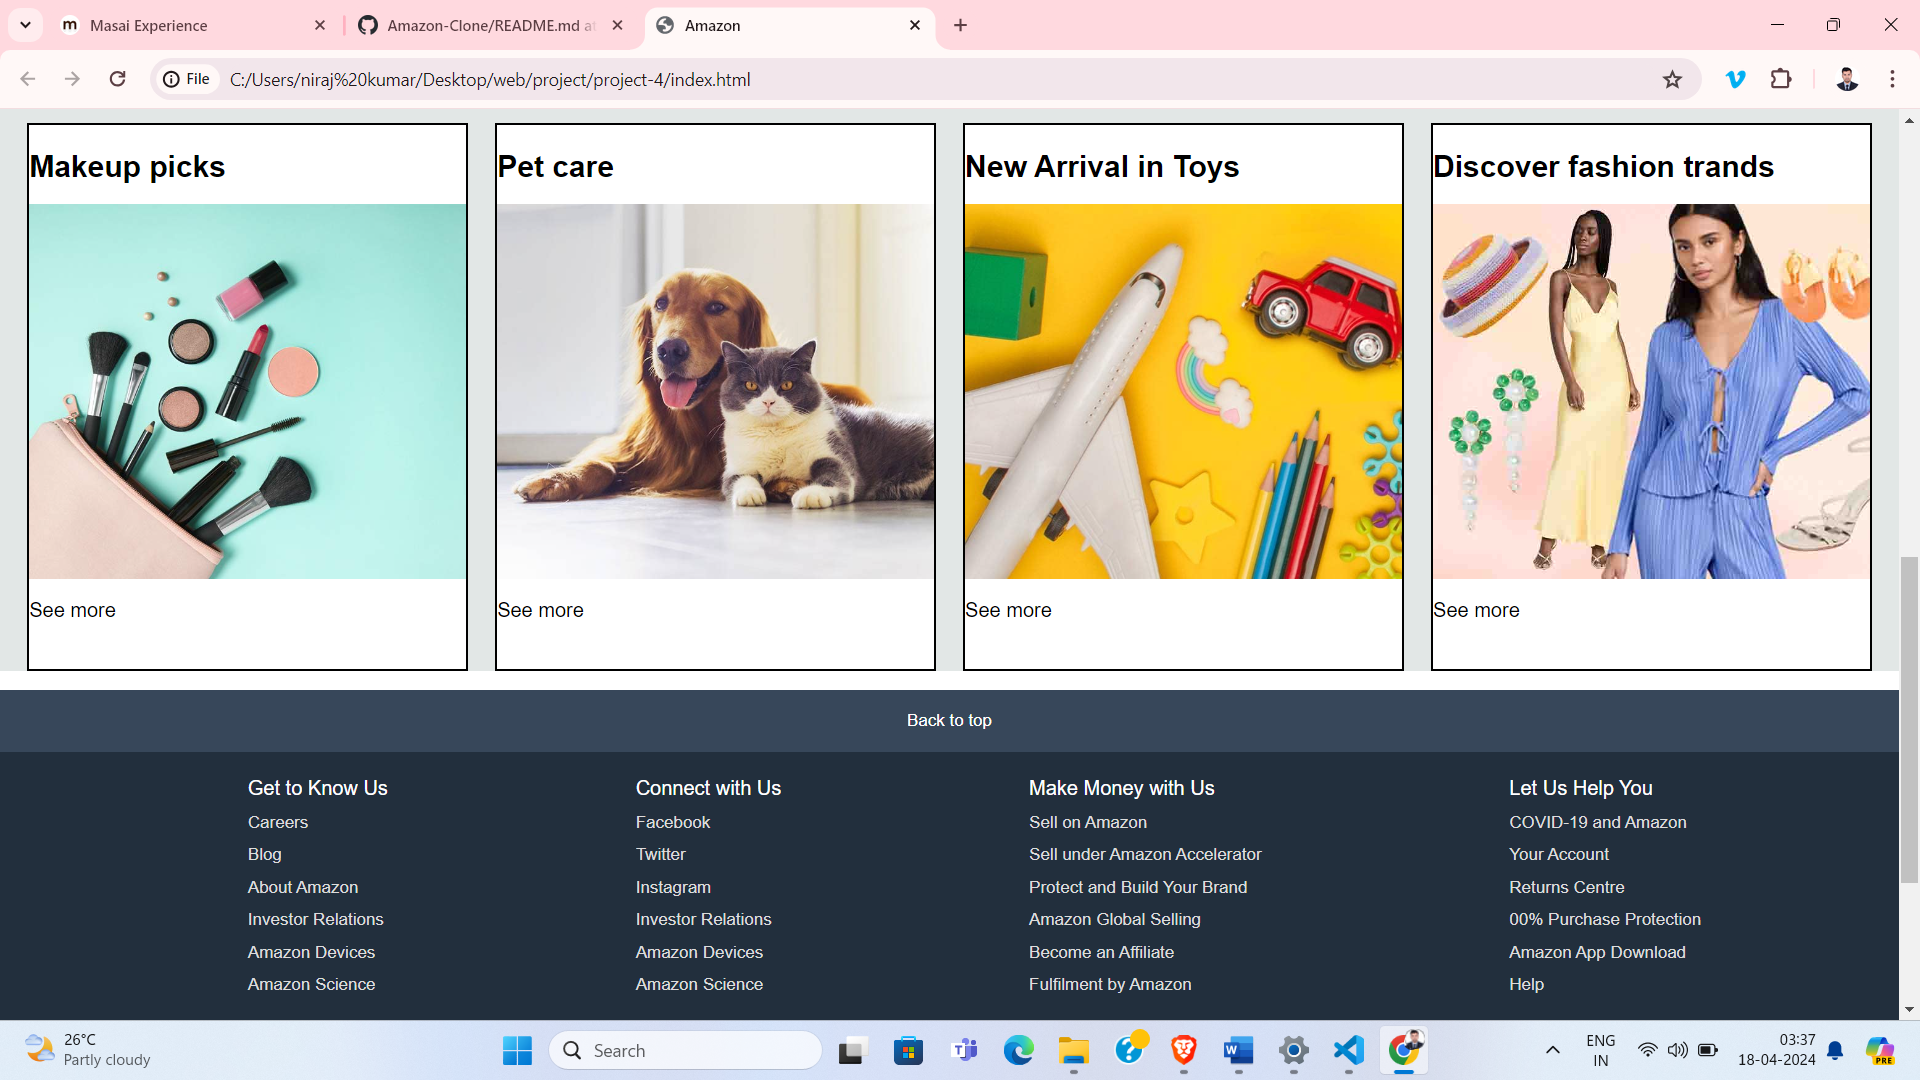 Masai Experience
Amazon-Clone/README.md at
Amazon
File
C:/Users/niraj%20kumar/Desktop/web/project/project-4/index.html
Makeup picks
Pet care
New Arrival in Toys
Discover fashion trands
See more
See more
See more
See more
Back to top
Get to Know Us
Careers
Blog
About Amazon
Investor Relations
Amazon Devices
Amazon Science
Connect with Us
Facebook
Twitter
Instagram
Investor Relations
Amazon Devices
Amazon Science
Make Money with Us
Sell on Amazon
Sell under Amazon Accelerator
Protect and Build Your Brand
Amazon Global Selling
Become an Affiliate
Fulfilment by Amazon
Let Us Help You
COVID-19 and Amazon
Your Account
Returns Centre
00% Purchase Protection
Amazon App Download
Help
26°C
Partly cloudy
Search
ENG
IN
03:37
18-04-2024
PRE